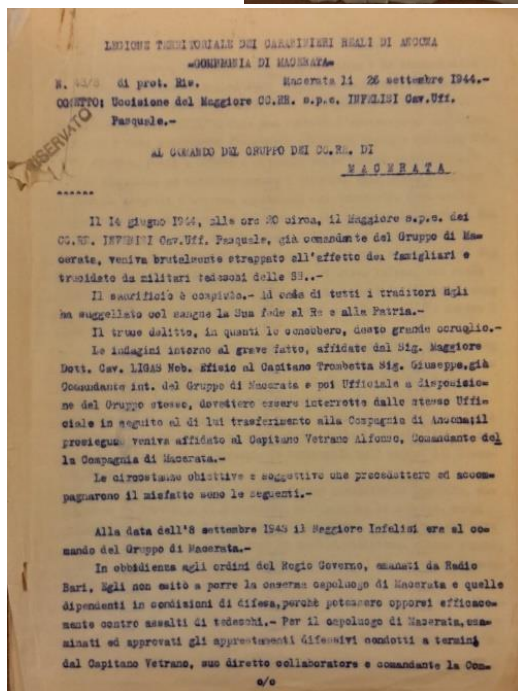 LEGIONE TERRITORIALE DEI CARABINIERI REALI DI ANCONA
=COMPAGNIA DI MACERATA=
N. di prot. Ris. Macerata li 26 settembre 1944.-
OGGETTO: Uccisione del Maggiore CC.RR. s.p.e. INFELISI Cav.Uff.
Pasquale.-
RISERVATO
AL COMANDO DEL GRUPPO DEI CC.RR. DI
MACERATA
******
Il 14 giugno 1944, alle ore 20 circa, il Maggiore s.p.e. dei
CC.RR. INFELISI Cav.Uff. Pasquale, già comandante del Gruppo di Ma=
cerata, veniva brutalmente strappato all'affetto dei famigliari e
trucidato da militari tedeschi delle SS..-
Il sacrificio è compiuto.- Ad onta di tutti i traditori Egli
ha suggellato col sangue la Sua fede al Re e alla Patria.-
Il truce delitto, in quanti lo conobbero, destò grande cruglio.-
Le indagini intorno al grave fatto, affidate dal Sig. Maggiore
Dott. Cav. LIGAS Nob. Efisio al Capitano Trombetta Sig. Giuseppe,già
Comandante int. del Gruppo di Macerata e poi Ufficiale a disposizio=
ne del Gruppo stesso, dovettero essere interrotte dallo stesso Uffi=
ciale in seguito al di lui trasferimento alla Compagnia di Ancona;il
prosieguo veniva affidato al Capitano Vetrano Alfonso, Comandante del
la Compagnia di Macerata.-
Le circostanze obiettive e soggettive che precedettero ed accom=
pagnarono il misfatto sono le seguenti.-
Alla data dell'8 settembre 1943 il Maggiore Infelisi era al co=
mando del Gruppo di Macerata.-
In obbidienza agli ordini del Regio Governo, emanati da Radio
Bari, Egli non esitò a porre la caserma capoluogo di Macerata e quelle
dipendenti in condizioni di difesa,perchè potessero opporsi efficace=
mente contro assalti di tedeschi.- Per il capoluogo di Macerata,esa=
minati ed approvati gli apprestamenti difensivi condotti a termine
dal Capitano Vetrano, suo diretto collaboratore e comandante la Com=
o/o